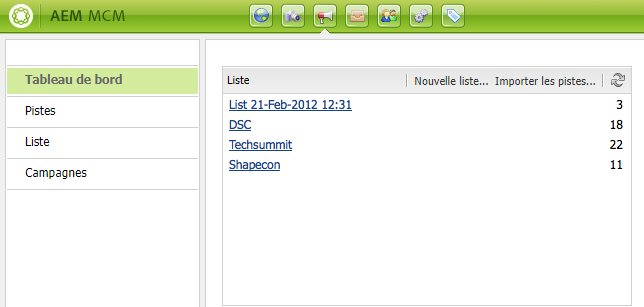 AEM MCM
Tableau de bord
Pistes
Liste
Campagnes
Liste Nouvelle liste... Importer les pistes...
List 21-Feb-2012 12:31 3
DSC 18
Techsummit 22
Shapecon 11